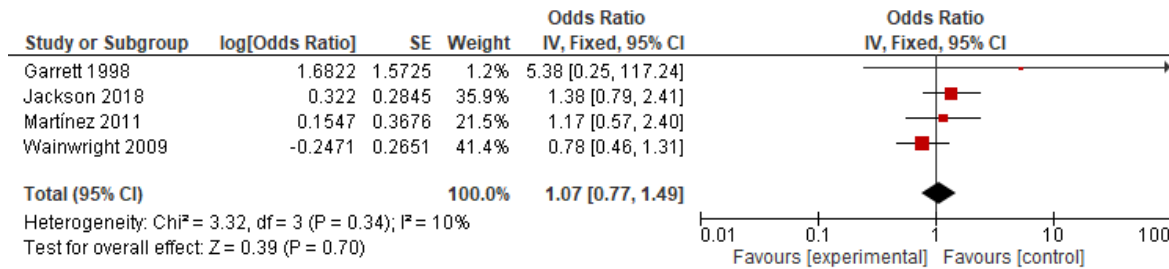 Odds Ratio Odds Ratio
Study or Subgroup log[Odds Ratio] SE Weight IV, Fixed, 95% CI IV, Fixed, 95% CI
Garrett 1998 1.6822 1.5725 1.2% 5.38 [0.25, 117.24]
Jackson 2018 0.322 0.2845 35.9% 1.38 [0.79, 2.41]
Martínez 2011 0.1547 0.3676 21.5% 1.17 [0.57, 2.40]
Wainwright 2009 -0.2471 0.2651 41.4% 0.78 [0.46, 1.31]
Total (95% CI) 100.0% 1.07 [0.77, 1.49]
Heterogeneity: Chi² = 3.32, df = 3 (P = 0.34); I² = 10%
Test for overall effect: Z = 0.39 (P = 0.70)
0.01 0.1 1 10 100
Favours [experimental] Favours [control]